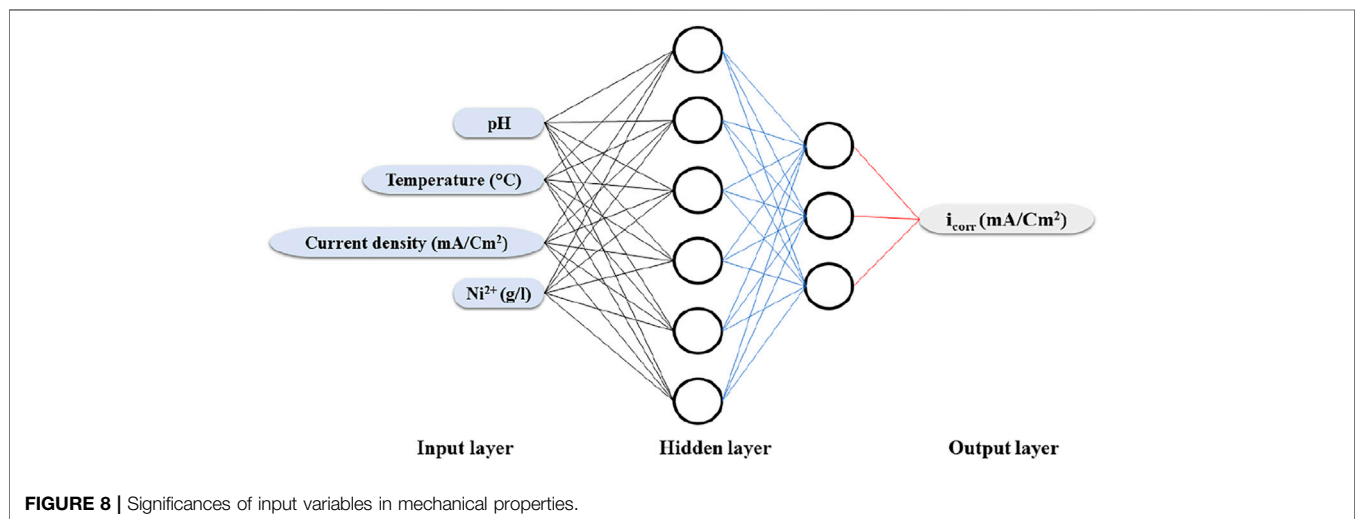 pH
Temperature (°C)
Current density (mA/Cm²)
Ni²⁺ (g/l)
i_corr (mA/Cm²)
Input layer
Hidden layer
Output layer
FIGURE 8 | Significances of input variables in mechanical properties.